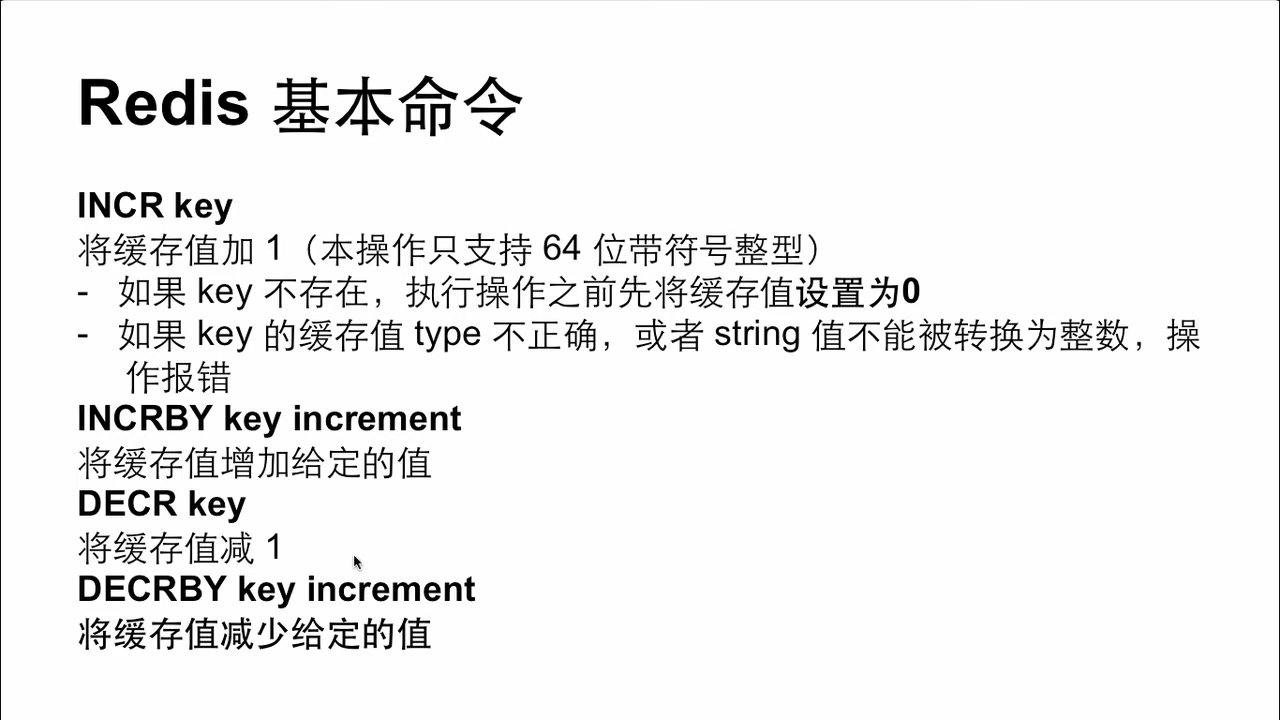 Redis 基本命令
INCR key
将缓存值加 1（本操作只支持 64 位带符号整型）
- 如果 key 不存在，执行操作之前先将缓存值设置为0
- 如果 key 的缓存值 type 不正确，或者 string 值不能被转换为整数，操
作报错
INCRBY key increment
将缓存值增加给定的值
DECR key
将缓存值减 1
DECRBY key increment
将缓存值减少给定的值